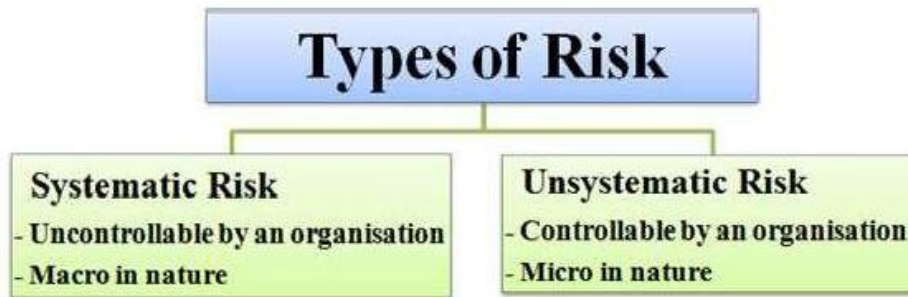 Types of Risk
Systematic Risk
- Uncontrollable by an organisation
- Macro in nature
Unsystematic Risk
- Controllable by an organisation
- Micro in nature